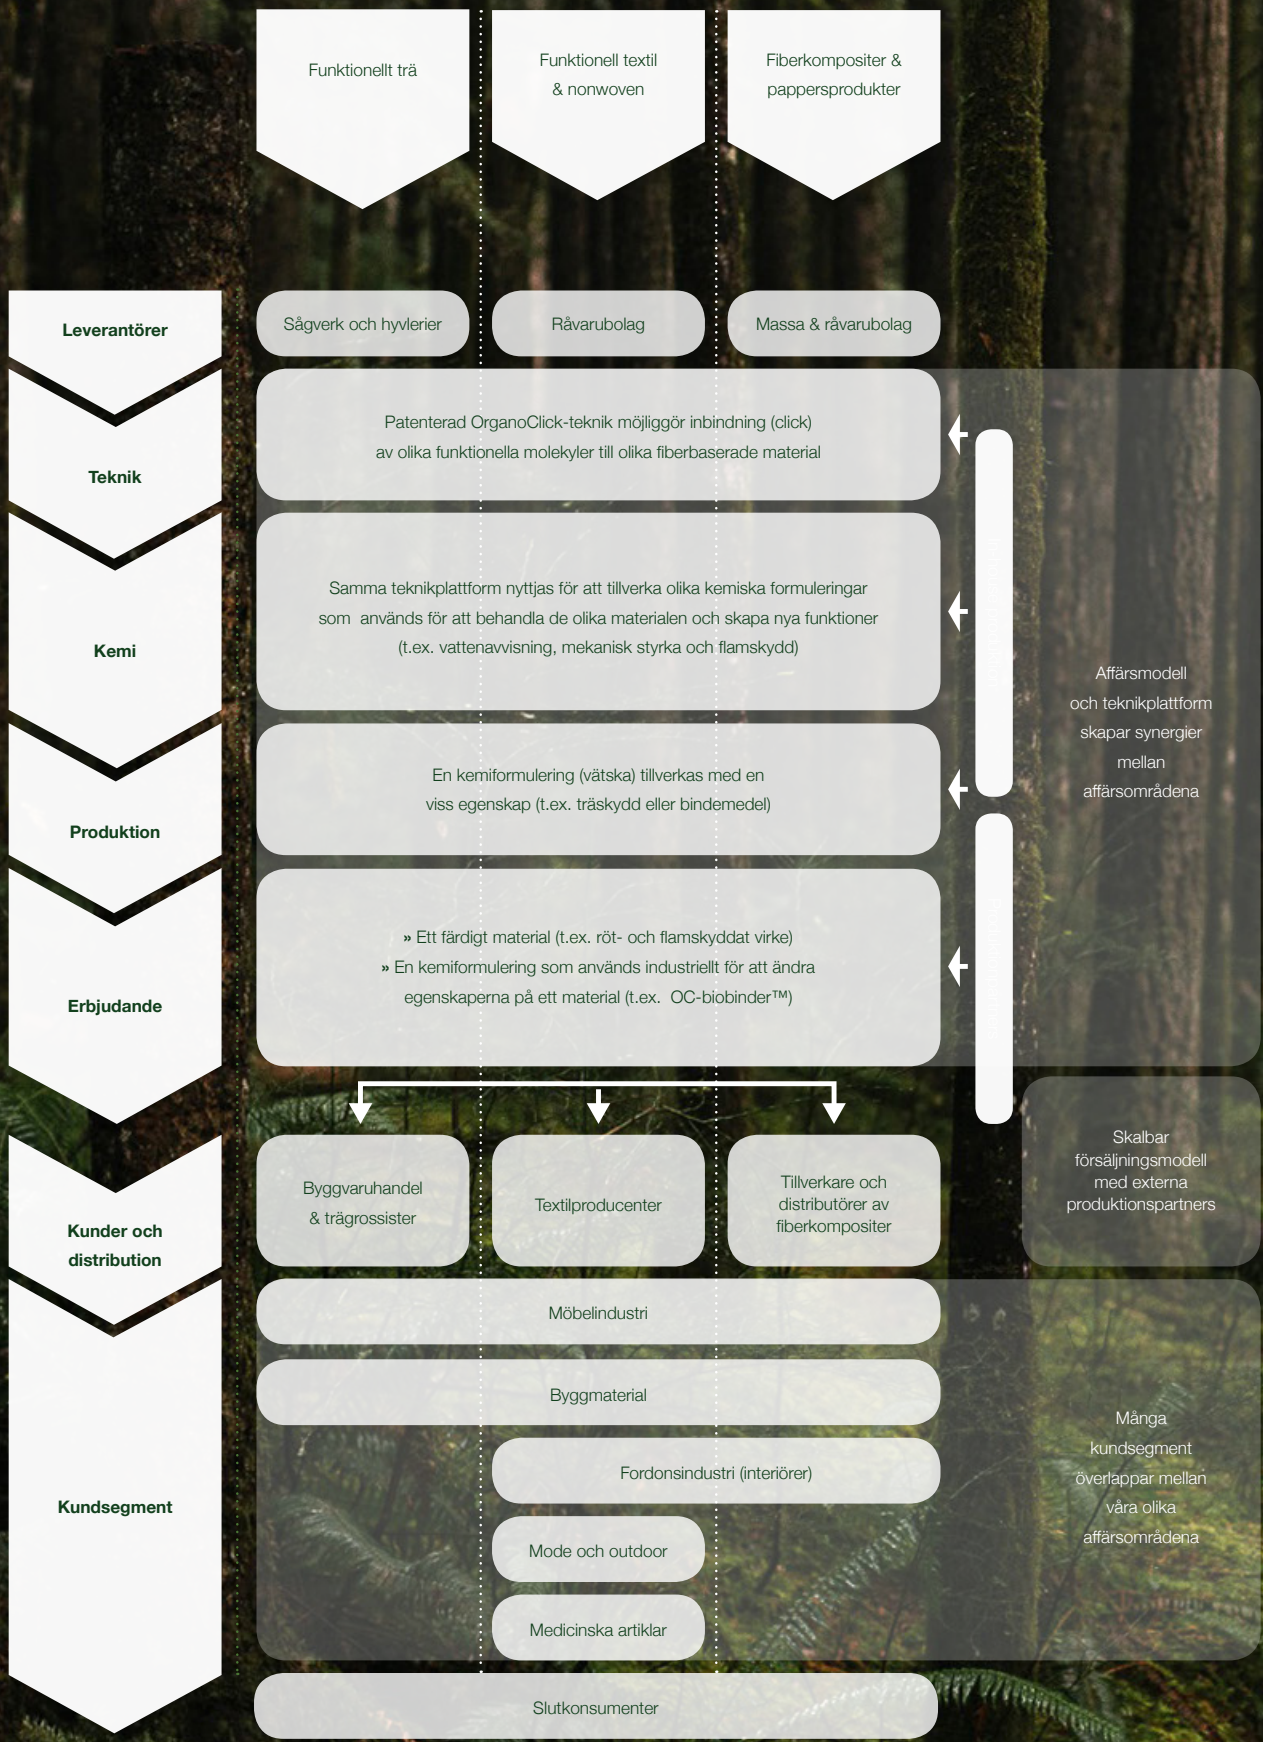 Funktionellt trä
Funktionell textil
& nonwoven
Fiberkompositer &
pappersprodukter
Leverantörer
Sågverk och hyvlerier
Råvarubolag
Massa & råvarubolag
Teknik
Patenterad OrganoClick-teknik möjliggör inbindning (click)
av olika funktionella molekyler till olika fiberbaserade material
Kemi
Samma teknikplattform nyttjas för att tillverka olika kemiska formuleringar
som används för att behandla de olika materialen och skapa nya funktioner
(t.ex. vattenavvisning, mekanisk styrka och flamskydd)
Produktion
En kemiformulering (vätska) tillverkas med en
viss egenskap (t.ex. träskydd eller bindemedel)
Erbjudande
» Ett färdigt material (t.ex. röt- och flamskyddat virke)
» En kemiformulering som används industriellt för att ändra
egenskaperna på ett material (t.ex. OC-biobinder™)
Affärsmodell
och teknikplattform
skapar synergier
mellan
affärsområdena
Kunder och
distribution
Byggvaruhandel
& trägrossister
Textilproducenter
Tillverkare och
distributörer av
fiberkompositer
Skalbar
försäljningsmodell
med externa
produktionspartners
Kundsegment
Möbelindustri
Byggmaterial
Fordonsindustri (interiörer)
Mode och outdoor
Medicinska artiklar
Slutkonsumenter
Många
kundsegment
överlappar mellan
våra olika
affärsområdena